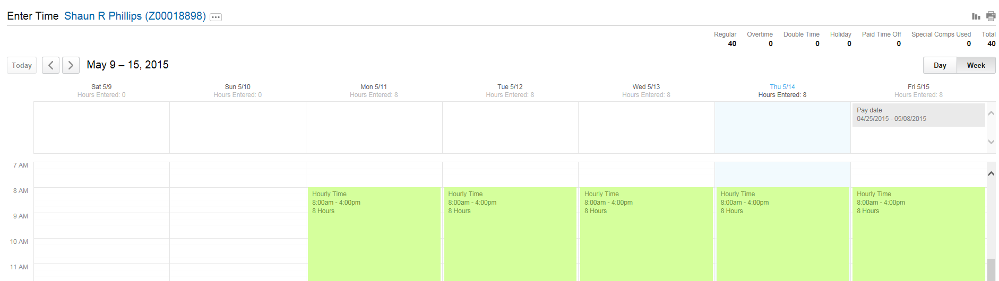 Enter Time Shaun R Phillips (Z00018898)
Regular Overtime Double Time Holiday Paid Time Off Special Comps Used Total
40 0 0 0 0 0 40
Today May 9 – 15, 2015 Day Week
Sat 5/9 Sun 5/10 Mon 5/11 Tue 5/12 Wed 5/13 Thu 5/14 Fri 5/15
Hours Entered: 0 Hours Entered: 0 Hours Entered: 8 Hours Entered: 8 Hours Entered: 8 Hours Entered: 8 Hours Entered: 8
Pay date
04/25/2015 - 05/08/2015
7 AM
8 AM Hourly Time Hourly Time Hourly Time Hourly Time Hourly Time
8:00am - 4:00pm 8:00am - 4:00pm 8:00am - 4:00pm 8:00am - 4:00pm 8:00am - 4:00pm
8 Hours 8 Hours 8 Hours 8 Hours 8 Hours
9 AM
10 AM
11 AM